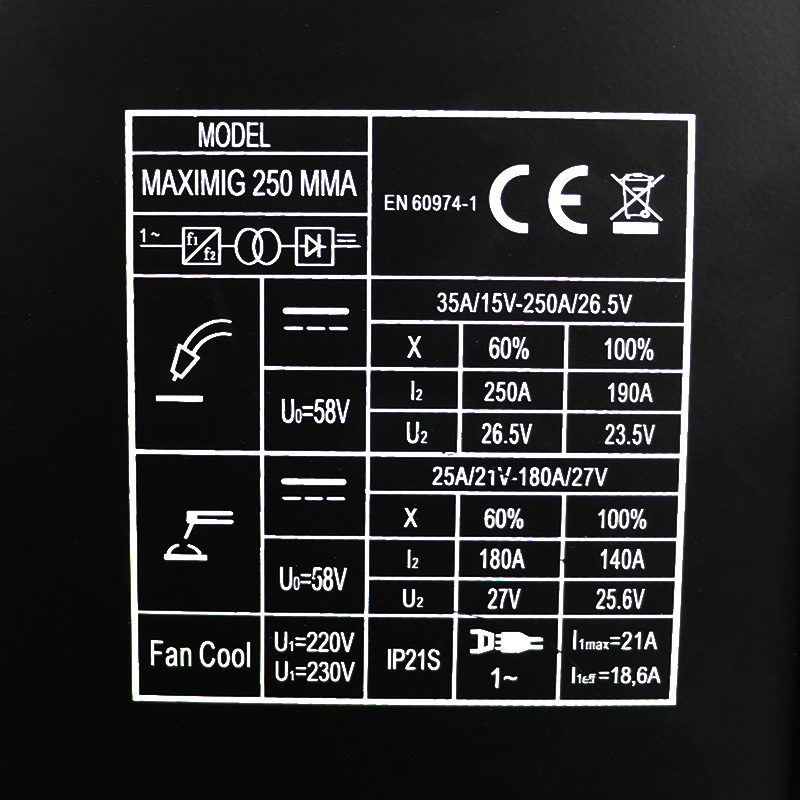 MODEL
MAXIMIG 250 MMA
EN 60974-1 CE
1~ f1/f2
35A/15V-250A/26.5V
X 60% 100%
U0=58V
I2 250A 190A
U2 26.5V 23.5V
25A/21V-180A/27V
X 60% 100%
U0=58V
I2 180A 140A
U2 27V 25.6V
Fan Cool
U1=220V
U1=230V
IP21S
1~
I1max=21A
I1eff=18,6A